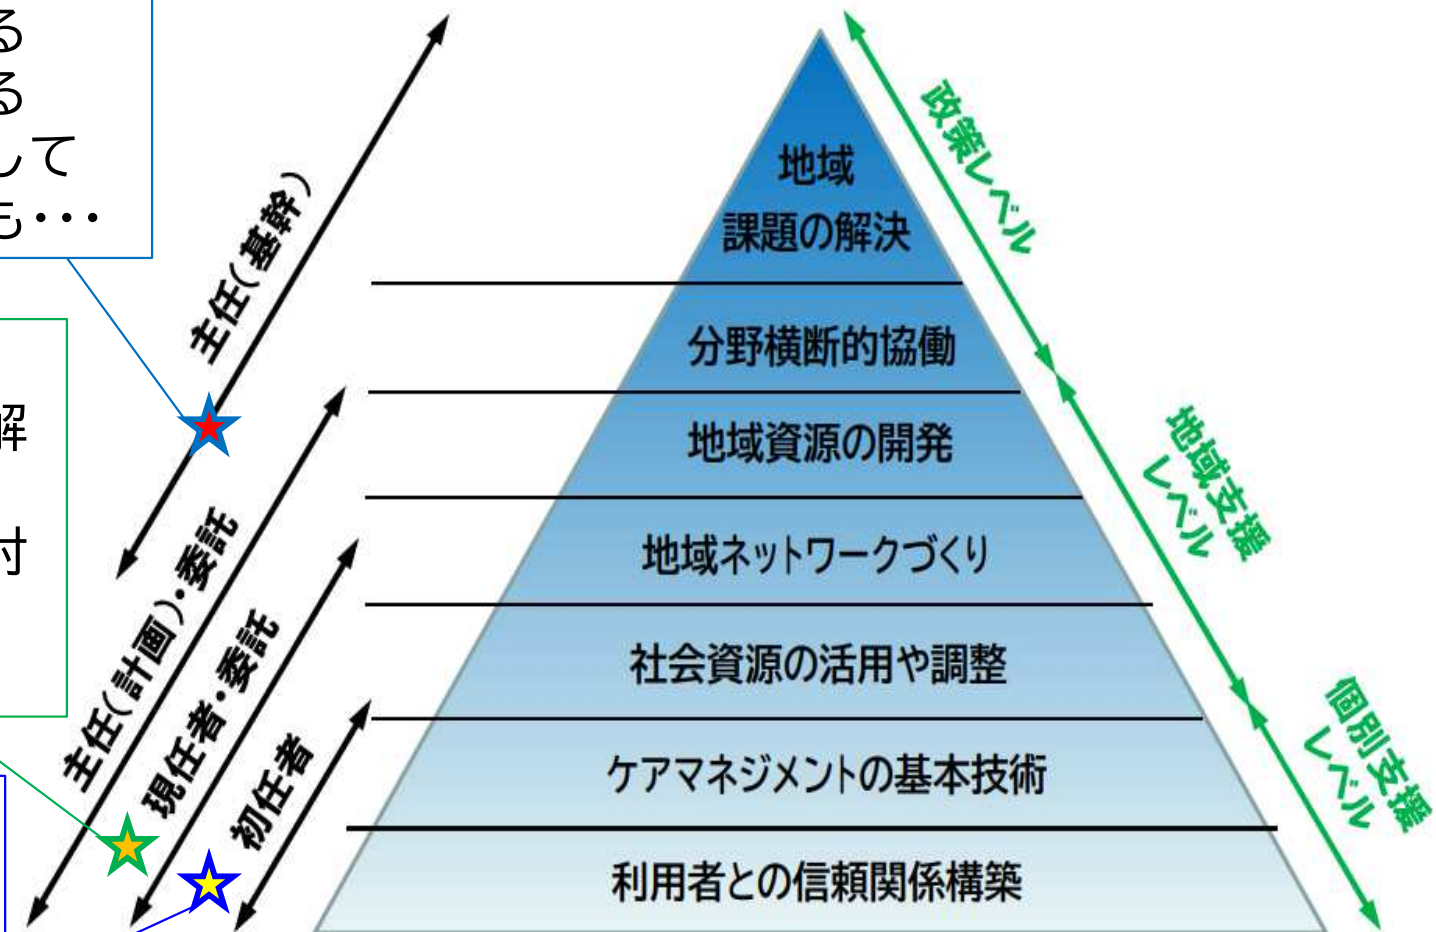 る
る
して
も・・・
解
対
主任(基幹)
主任(計画)・委託
現任者・委託
初任者
地域
課題の解決
分野横断的協働
地域資源の開発
地域ネットワークづくり
社会資源の活用や調整
ケアマネジメントの基本技術
利用者との信頼関係構築
政策レベル
地域支援
レベル
個別支援
レベル